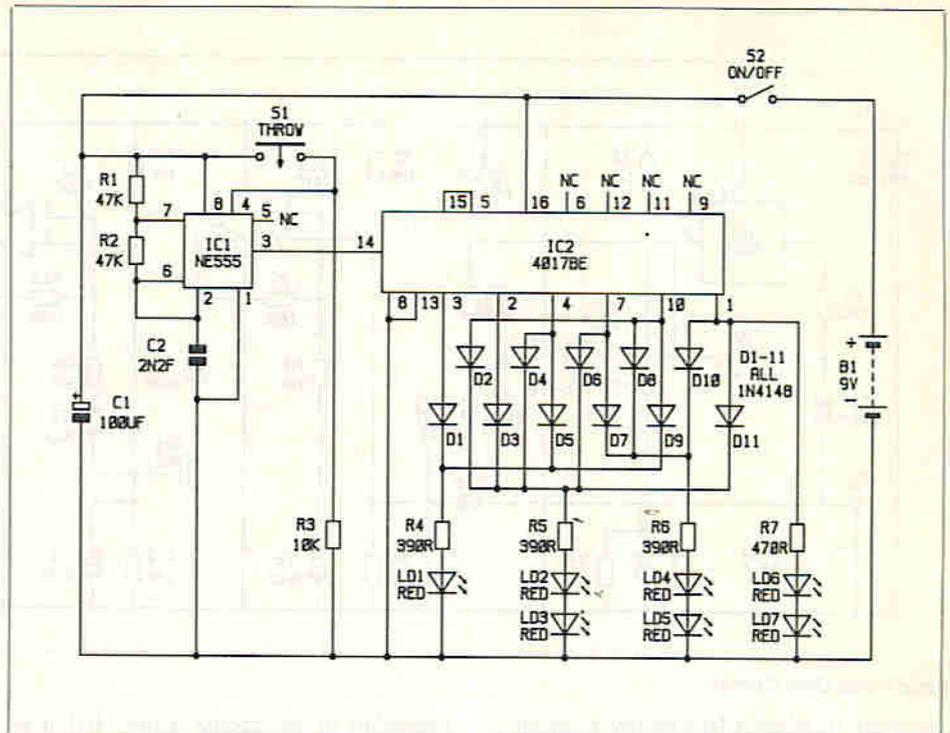 S2
ON/OFF
S1
THROW
R1
47K
R2
47K
7
6
8
4
5
NC
IC1
NE555
3
2
1
C2
2N2F
C1
100UF
+
R3
10K
14
15
5
16
NC
6
NC
12
NC
11
NC
9
IC2
4017BE
8
13
3
2
4
7
10
1
D2
D4
D6
D8
D10
D1
D3
D5
D7
D9
D11
D1-11
ALL
1N4148
+
B1
9V
-
R4
390R
R5
390R
R6
390R
R7
470R
LD1
RED
LD2
RED
LD3
RED
LD4
RED
LD5
RED
LD6
RED
LD7
RED